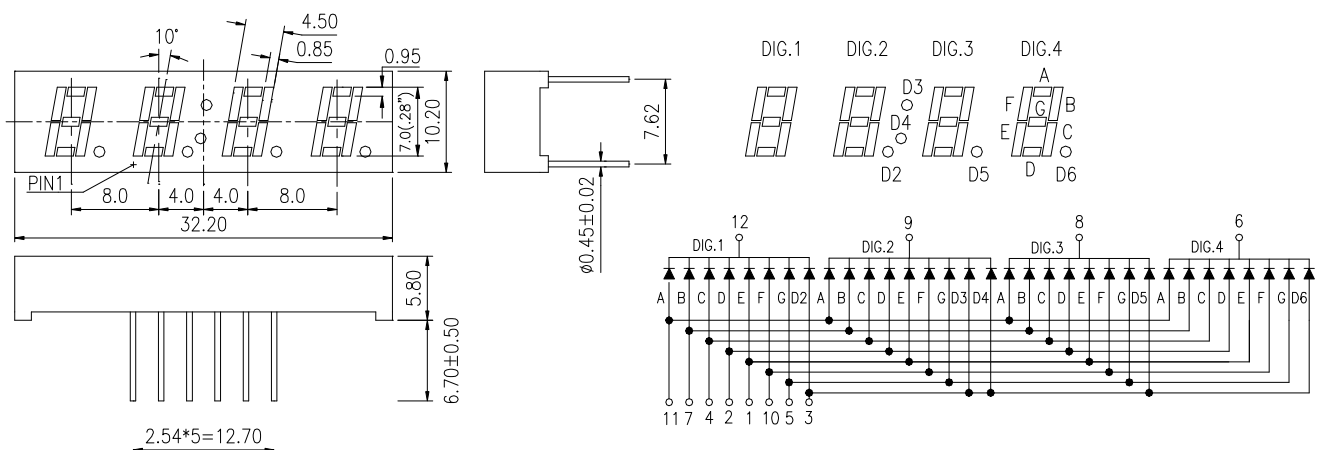 10°
4.50
0.85
0.95
7.0(.28")
10.20
PIN1
8.0
4.0
4.0
8.0
32.20
7.62
ø0.45±0.02
5.80
6.70±0.50
2.54*5=12.70
DIG.1 DIG.2 DIG.3 DIG.4
A
F G B
E C
D D6
D3
D4
D2
D5
12 9 8 6
DIG.1 DIG.2 DIG.3 DIG.4
A B C D E F G D2 A B C D E F G D3 D4 A B C D E F G D5 A B C D E F G D6
11 7 4 2 1 10 5 3